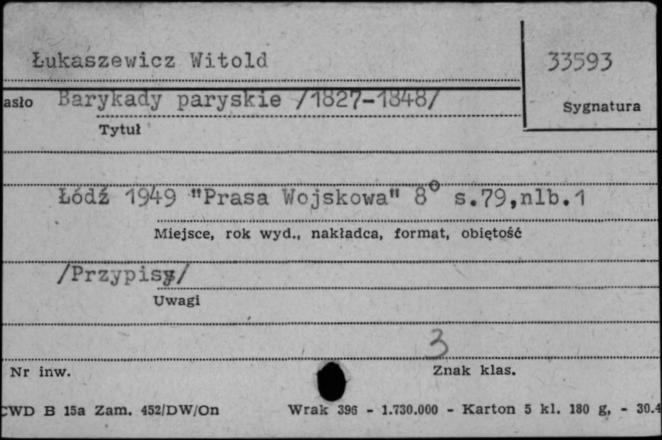 Łukaszewicz Witold
33593
asło Barykady paryskie /1827-1848/
Sygnatura
Tytuł
Łódź 1949 "Prasa Wojskowa" 8° s.79,nlb.1
Miejsce, rok wyd., nakładca, format, objętość
/Przypisy/
Uwagi
3
Nr inw.
Znak klas.
CWD B 15a Zam. 452/DW/On Wrak 396 - 1.730.000 - Karton 5 kl. 180 g, - 30.4